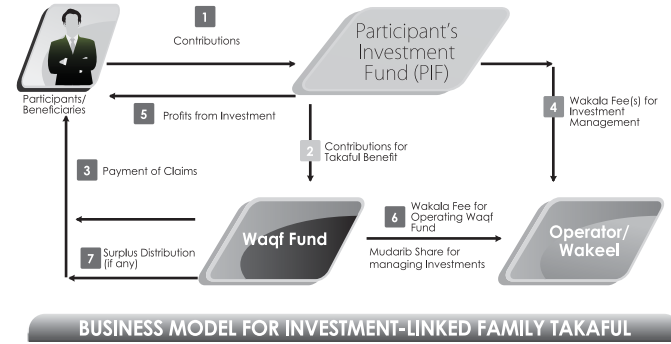 1
Contributions
Participant's
Investment
Fund (PIF)
Participants/
Beneficiaries
5 Profits from Investment
4
Wakala Fee(s) for
Investment
Management
2
Contributions for
Takaful Benefit
3 Payment of Claims
Waqf Fund
6
Wakala Fee for
Operating Waqf
Fund
Mudarib Share for
managing Investments
Operator/
Wakeel
7
Surplus Distribution
(if any)
BUSINESS MODEL FOR INVESTMENT-LINKED FAMILY TAKAFUL